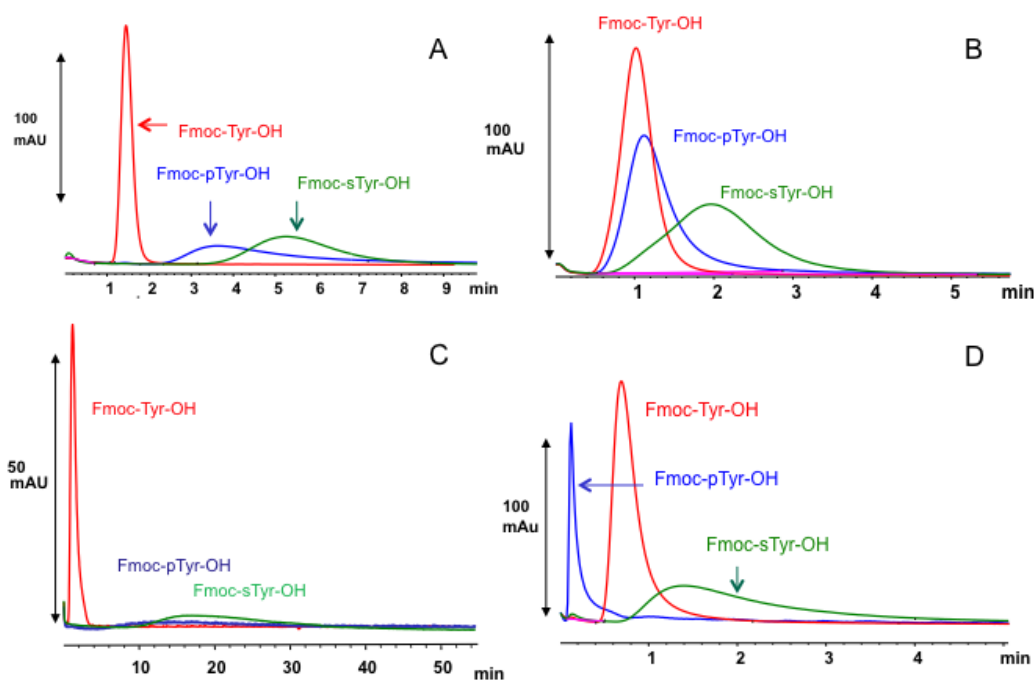 A
100
mAU
Fmoc-Tyr-OH
Fmoc-pTyr-OH
Fmoc-sTyr-OH
1 2 3 4 5 6 7 8 9 min
B
Fmoc-Tyr-OH
100
mAU
Fmoc-pTyr-OH
Fmoc-sTyr-OH
1 2 3 4 5 min
C
Fmoc-Tyr-OH
50
mAU
Fmoc-pTyr-OH
Fmoc-sTyr-OH
10 20 30 40 50 min
D
Fmoc-Tyr-OH
Fmoc-pTyr-OH
100
mAu
Fmoc-sTyr-OH
1 2 3 4 min